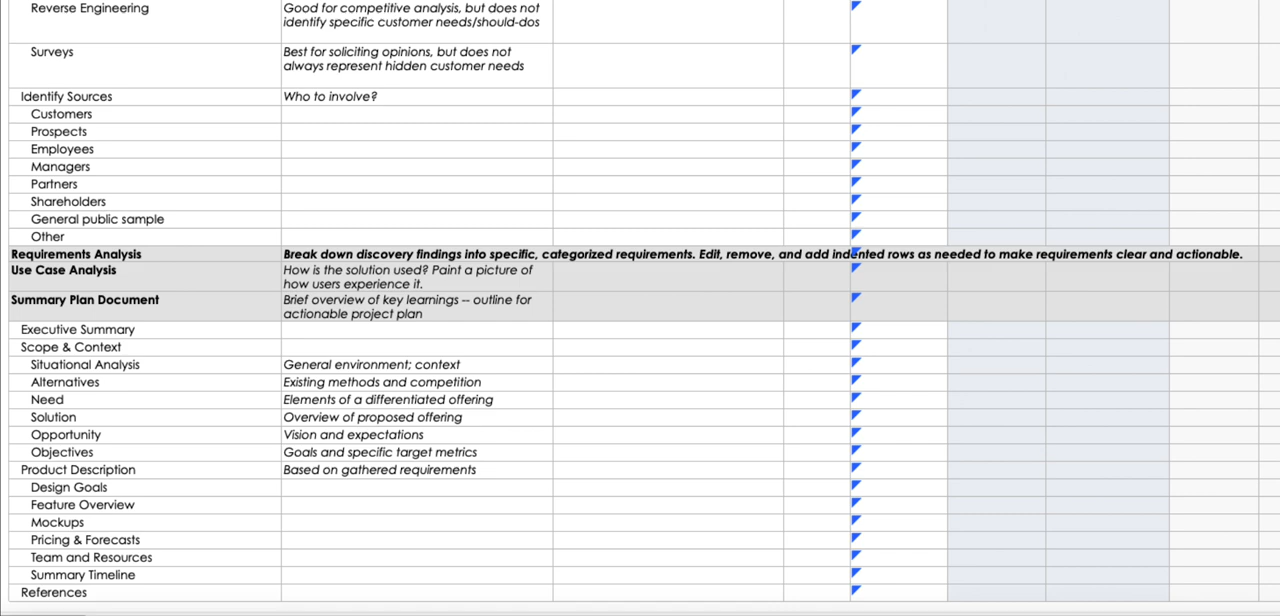 Reverse Engineering
Good for competitive analysis, but does not
identify specific customer needs/should-dos
Surveys
Best for soliciting opinions, but does not
always represent hidden customer needs
Identify Sources
Who to involve?
Customers
Prospects
Employees
Managers
Partners
Shareholders
General public sample
Other
Requirements Analysis
Break down discovery findings into specific, categorized requirements. Edit, remove, and add indented rows as needed to make requirements clear and actionable.
Use Case Analysis
How is the solution used? Paint a picture of
how users experience it.
Summary Plan Document
Brief overview of key learnings -- outline for
actionable project plan
Executive Summary
Scope & Context
Situational Analysis
General environment; context
Alternatives
Existing methods and competition
Need
Elements of a differentiated offering
Solution
Overview of proposed offering
Opportunity
Vision and expectations
Objectives
Goals and specific target metrics
Product Description
Based on gathered requirements
Design Goals
Feature Overview
Mockups
Pricing & Forecasts
Team and Resources
Summary Timeline
References